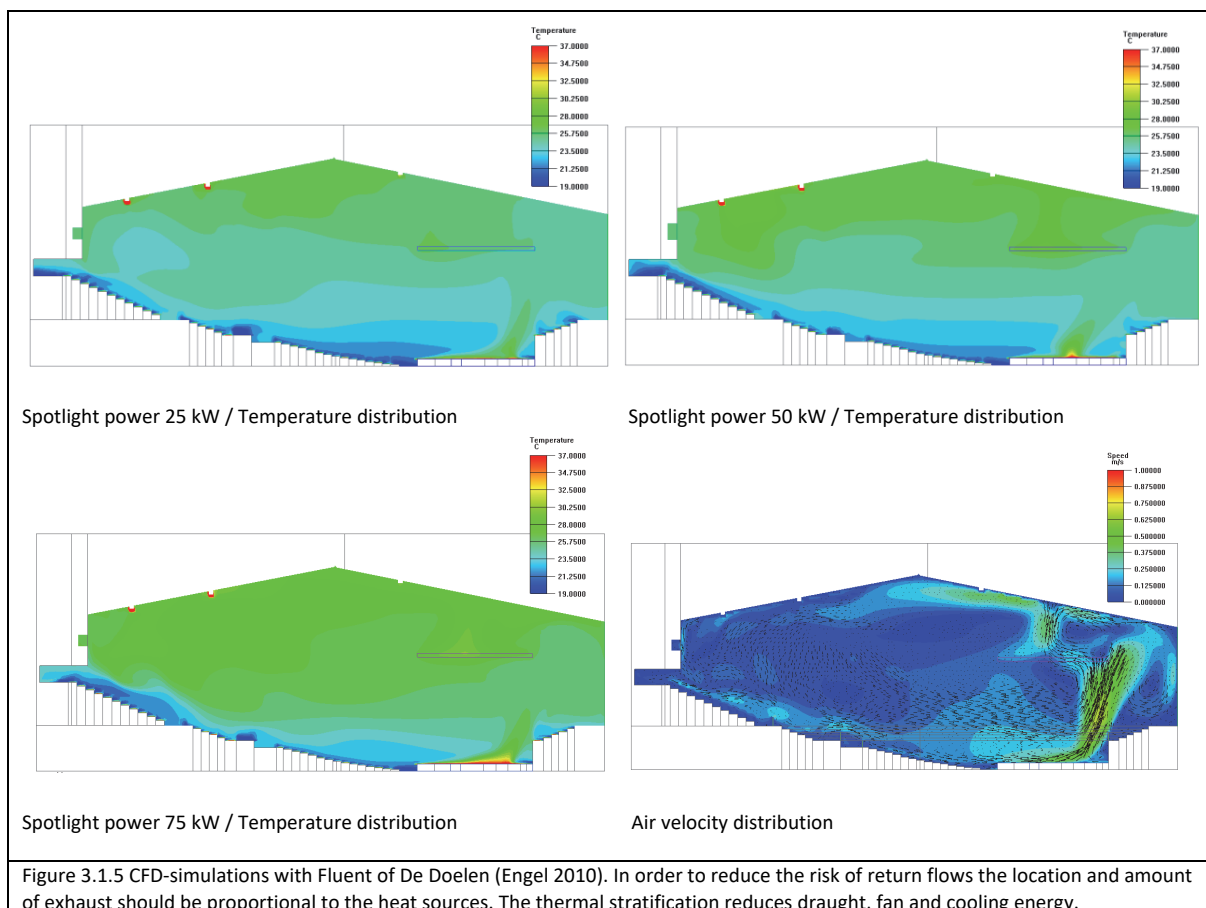 Temperature
C
37.0000
34.7500
32.5000
30.2500
28.0000
25.7500
23.5000
21.2500
19.0000
Temperature
C
37.0000
34.7500
32.5000
30.2500
28.0000
25.7500
23.5000
21.2500
19.0000
Spotlight power 25 kW / Temperature distribution
Spotlight power 50 kW / Temperature distribution
Temperature
C
37.0000
34.7500
32.5000
30.2500
28.0000
25.7500
23.5000
21.2500
19.0000
Speed
m/s
1.00000
0.875000
0.750000
0.625000
0.500000
0.375000
0.250000
0.125000
0.000000
Spotlight power 75 kW / Temperature distribution
Air velocity distribution
Figure 3.1.5 CFD-simulations with Fluent of De Doelen (Engel 2010). In order to reduce the risk of return flows the location and amount
of exhaust should be proportional to the heat sources. The thermal stratification reduces draught, fan and cooling energy.